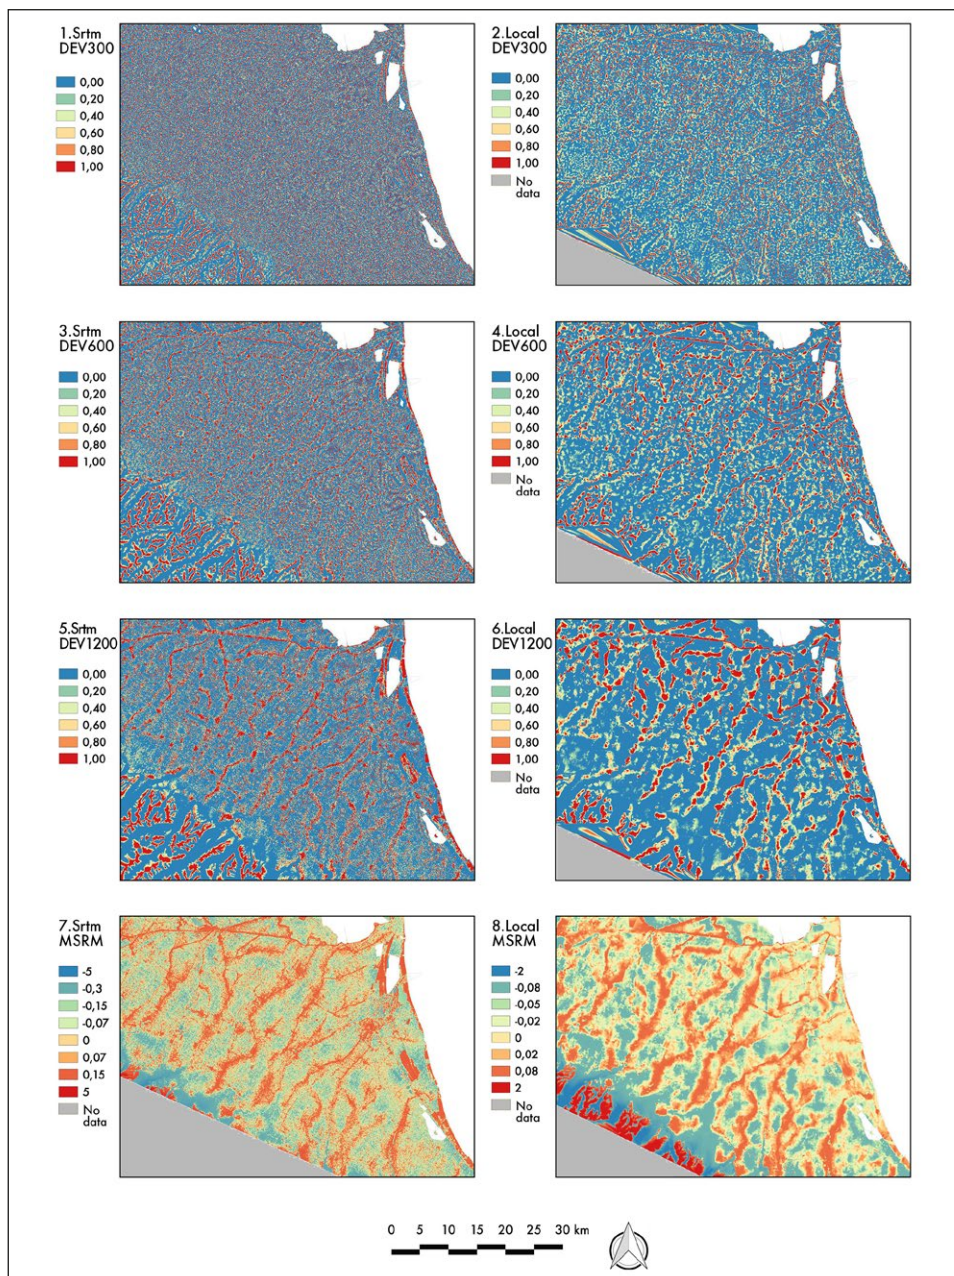 1.Srtm
DEV300
0,00
0,20
0,40
0,60
0,80
1,00
2.Local
DEV300
0,00
0,20
0,40
0,60
0,80
1,00
No
data
3.Srtm
DEV600
0,00
0,20
0,40
0,60
0,80
1,00
4.Local
DEV600
0,00
0,20
0,40
0,60
0,80
1,00
No
data
5.Srtm
DEV1200
0,00
0,20
0,40
0,60
0,80
1,00
6.Local
DEV1200
0,00
0,20
0,40
0,60
0,80
1,00
No
data
7.Srtm
MSRM
-5
-0,3
-0,15
-0,07
0
0,07
0,15
5
No
data
8.Local
MSRM
-2
-0,08
-0,05
-0,02
0
0,02
0,08
2
No
data
0 5 10 15 20 25 30 km